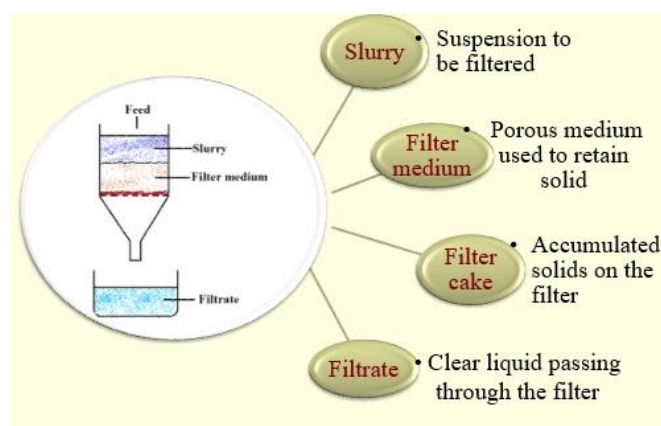 Feed
Slurry
Filter medium
Filtrate
Slurry
• Suspension to
be filtered
Filter
medium
• Porous medium
used to retain
solid
Filter
cake
• Accumulated
solids on the
filter
Filtrate
• Clear liquid passing
through the filter